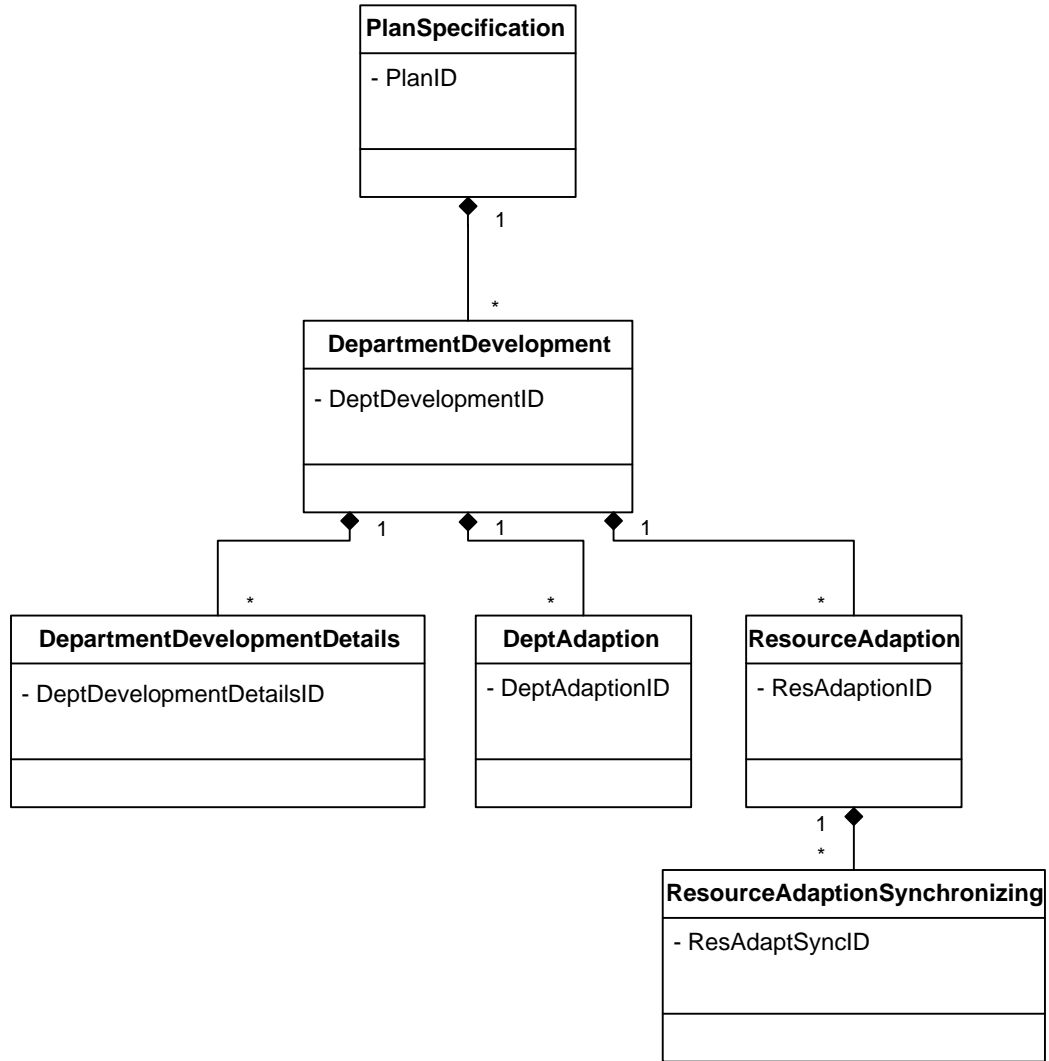 PlanSpecification
- PlanID
1
*
DepartmentDevelopment
- DeptDevelopmentID
1
1
1
*
*
*
DepartmentDevelopmentDetails
- DeptDevelopmentDetailsID
DeptAdaption
- DeptAdaptionID
ResourceAdaption
- ResAdaptionID
1
*
ResourceAdaptionSynchronizing
- ResAdaptSyncID